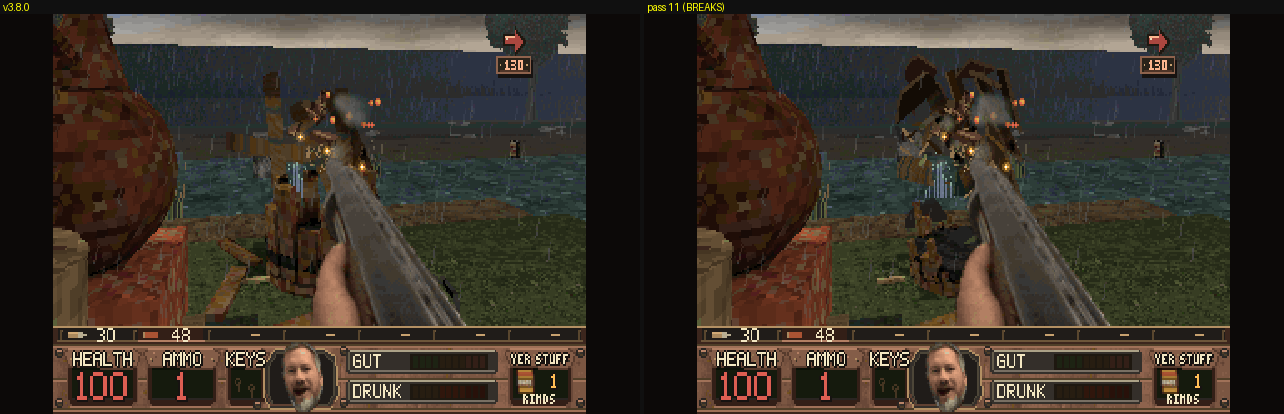 v3.8.0
pass 11 (BREAKS)
·130·
·130·
30 48
HEALTH AMMO KEYS GUT YER STUFF
100 1 DRUNK 1
RINDS
30 48
HEALTH AMMO KEYS GUT YER STUFF
100 1 DRUNK 1
RINDS